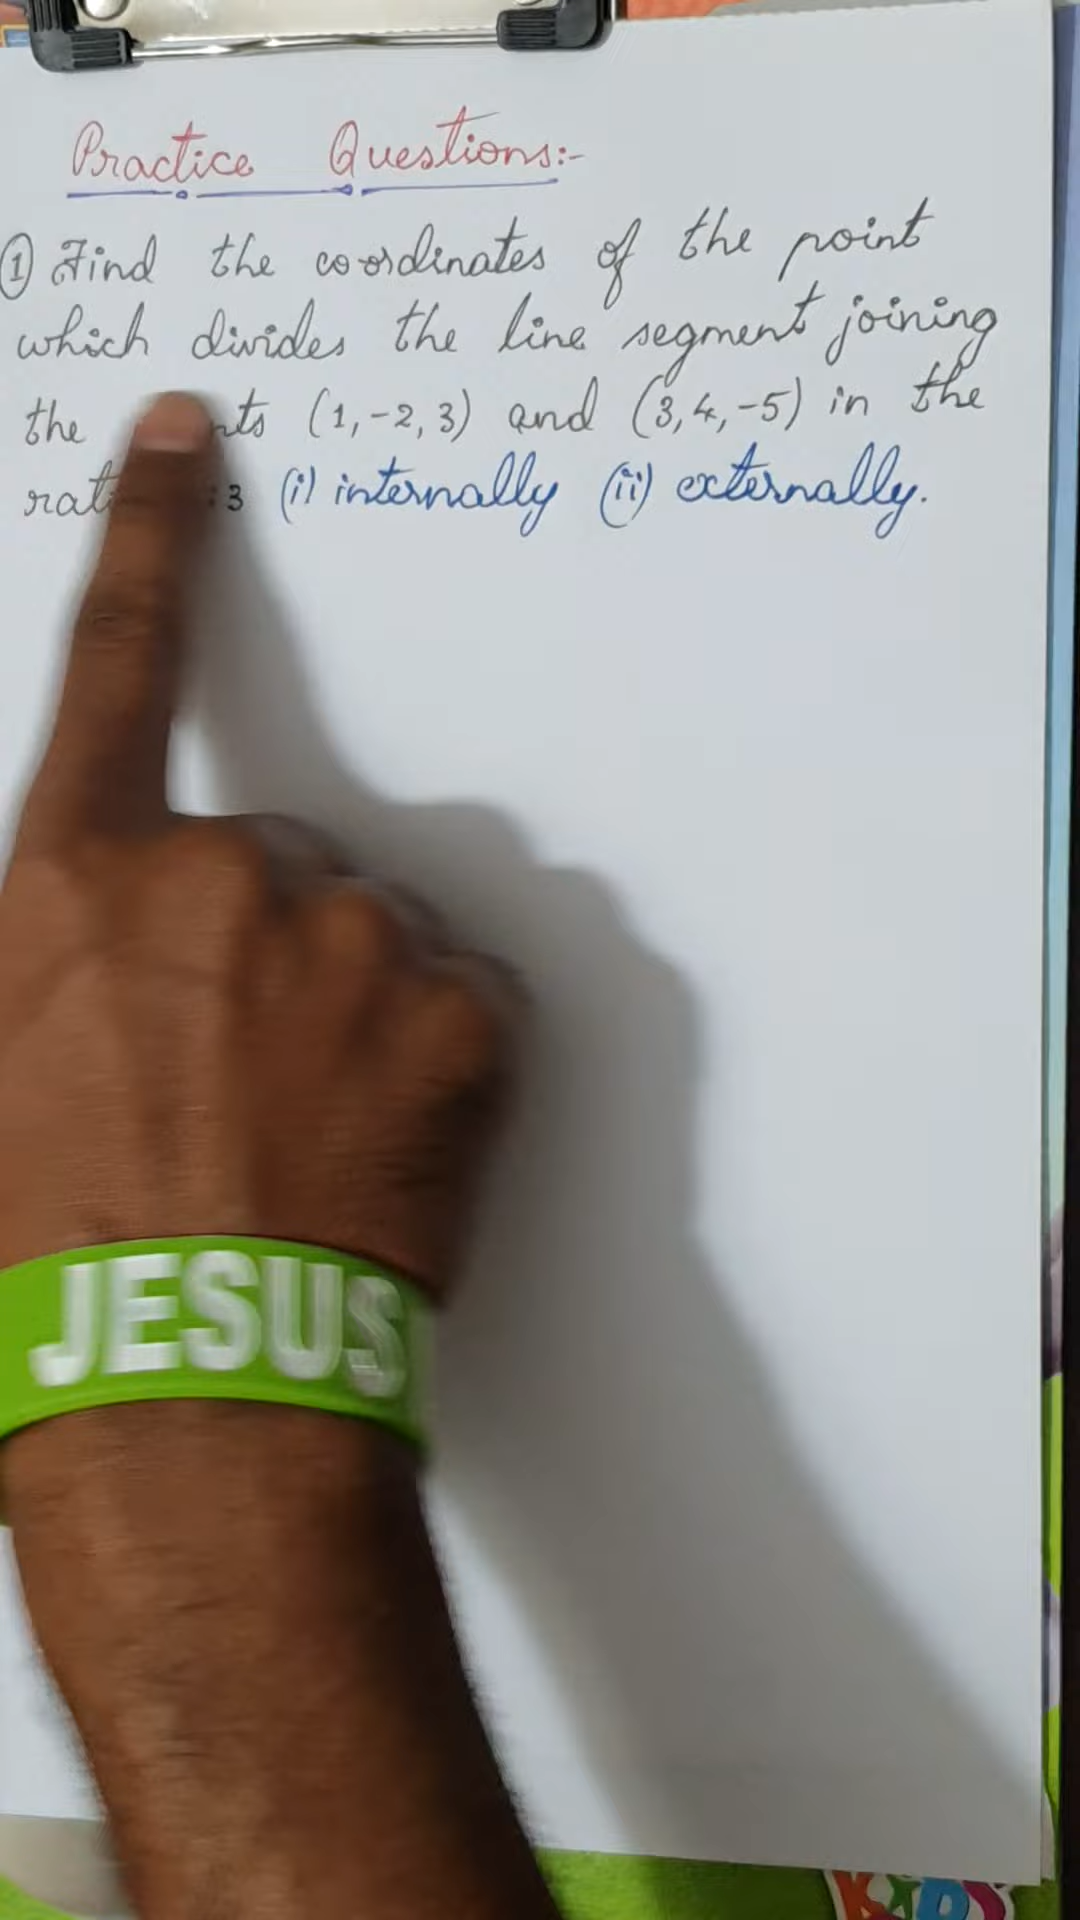 Practice Questions:-
① Find the coordinates of the point
which divides the line segment joining
the (1,-2,3) and (3,4,-5) in the
:3 (i) internally (ii) externally.
JESUS